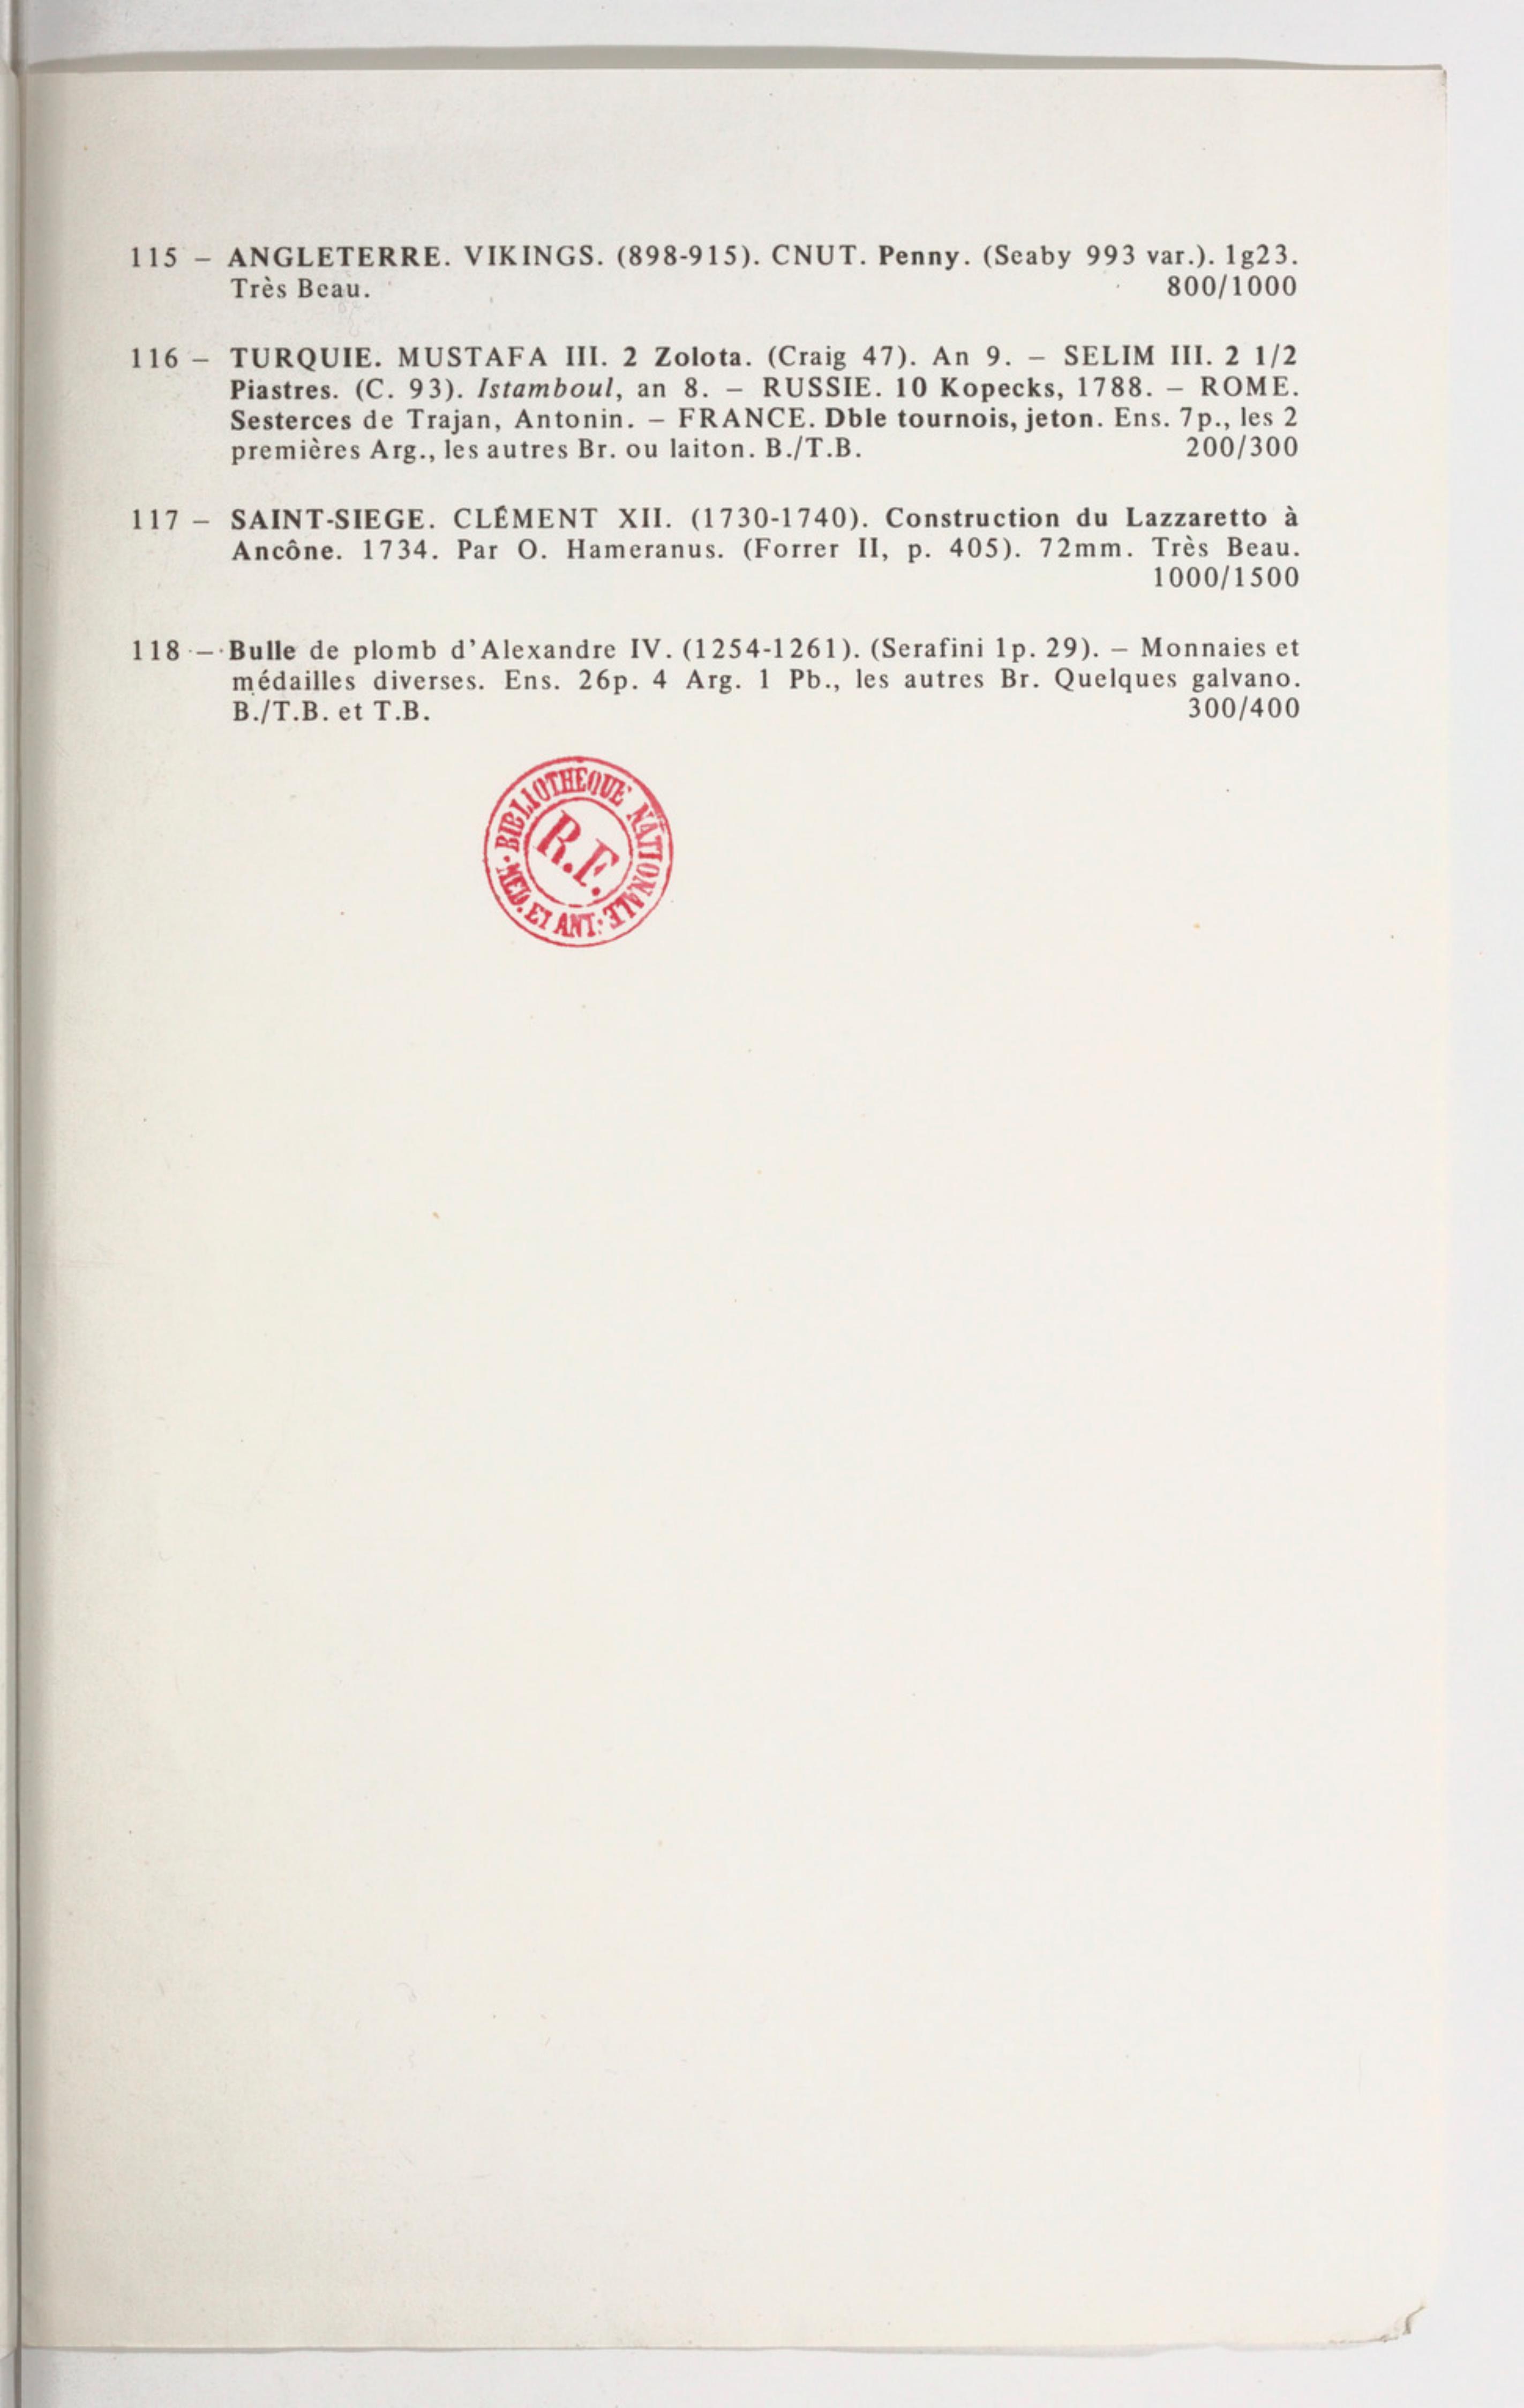 115 – ANGLETERRE. VIKINGS. (898-915). CNUT. Penny. (Seaby 993 var.). 1g23.
Très Beau. 800/1000
116 – TURQUIE. MUSTAFA III. 2 Zolota. (Craig 47). An 9. – SELIM III. 2 1/2
Piastres. (C. 93). Istamboul, an 8. – RUSSIE. 10 Kopecks, 1788. – ROME.
Sesterces de Trajan, Antonin. – FRANCE. Dble tournois, jeton. Ens. 7p., les 2
premières Arg., les autres Br. ou laiton. B./T.B. 200/300
117 – SAINT-SIEGE. CLÉMENT XII. (1730-1740). Construction du Lazzaretto à
Ancône. 1734. Par O. Hameranus. (Forrer II, p. 405). 72mm. Très Beau.
1000/1500
118 – Bulle de plomb d'Alexandre IV. (1254-1261). (Serafini 1p. 29). – Monnaies et
médailles diverses. Ens. 26p. 4 Arg. 1 Pb., les autres Br. Quelques galvano.
B./T.B. et T.B. 300/400
BIBLIOTHÈQUE NATIONALE
R.F.
MED. ET ANT.